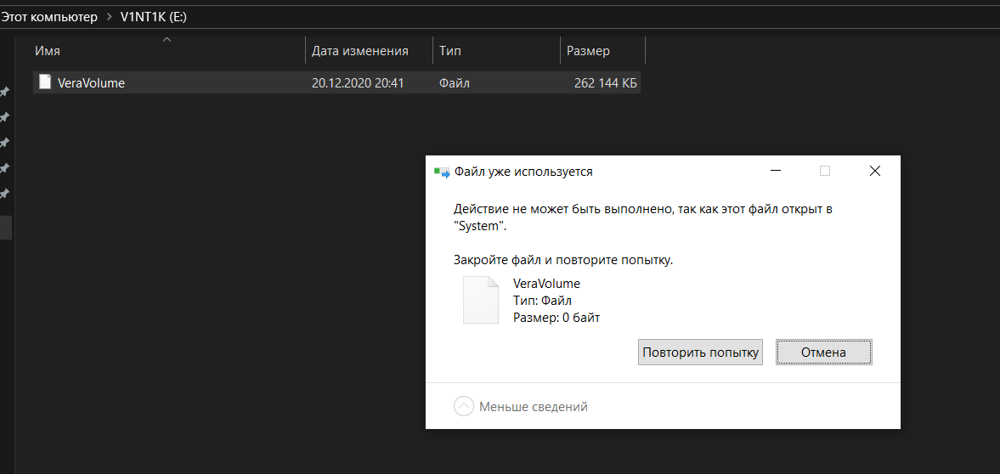 Этот компьютер > V1NT1K (E:)
Имя Дата изменения Тип Размер
VeraVolume 20.12.2020 20:41 Файл 262 144 КБ
Файл уже используется
Действие не может быть выполнено, так как этот файл открыт в
"System".
Закройте файл и повторите попытку.
VeraVolume
Тип: Файл
Размер: 0 байт
Повторить попытку Отмена
Меньше сведений